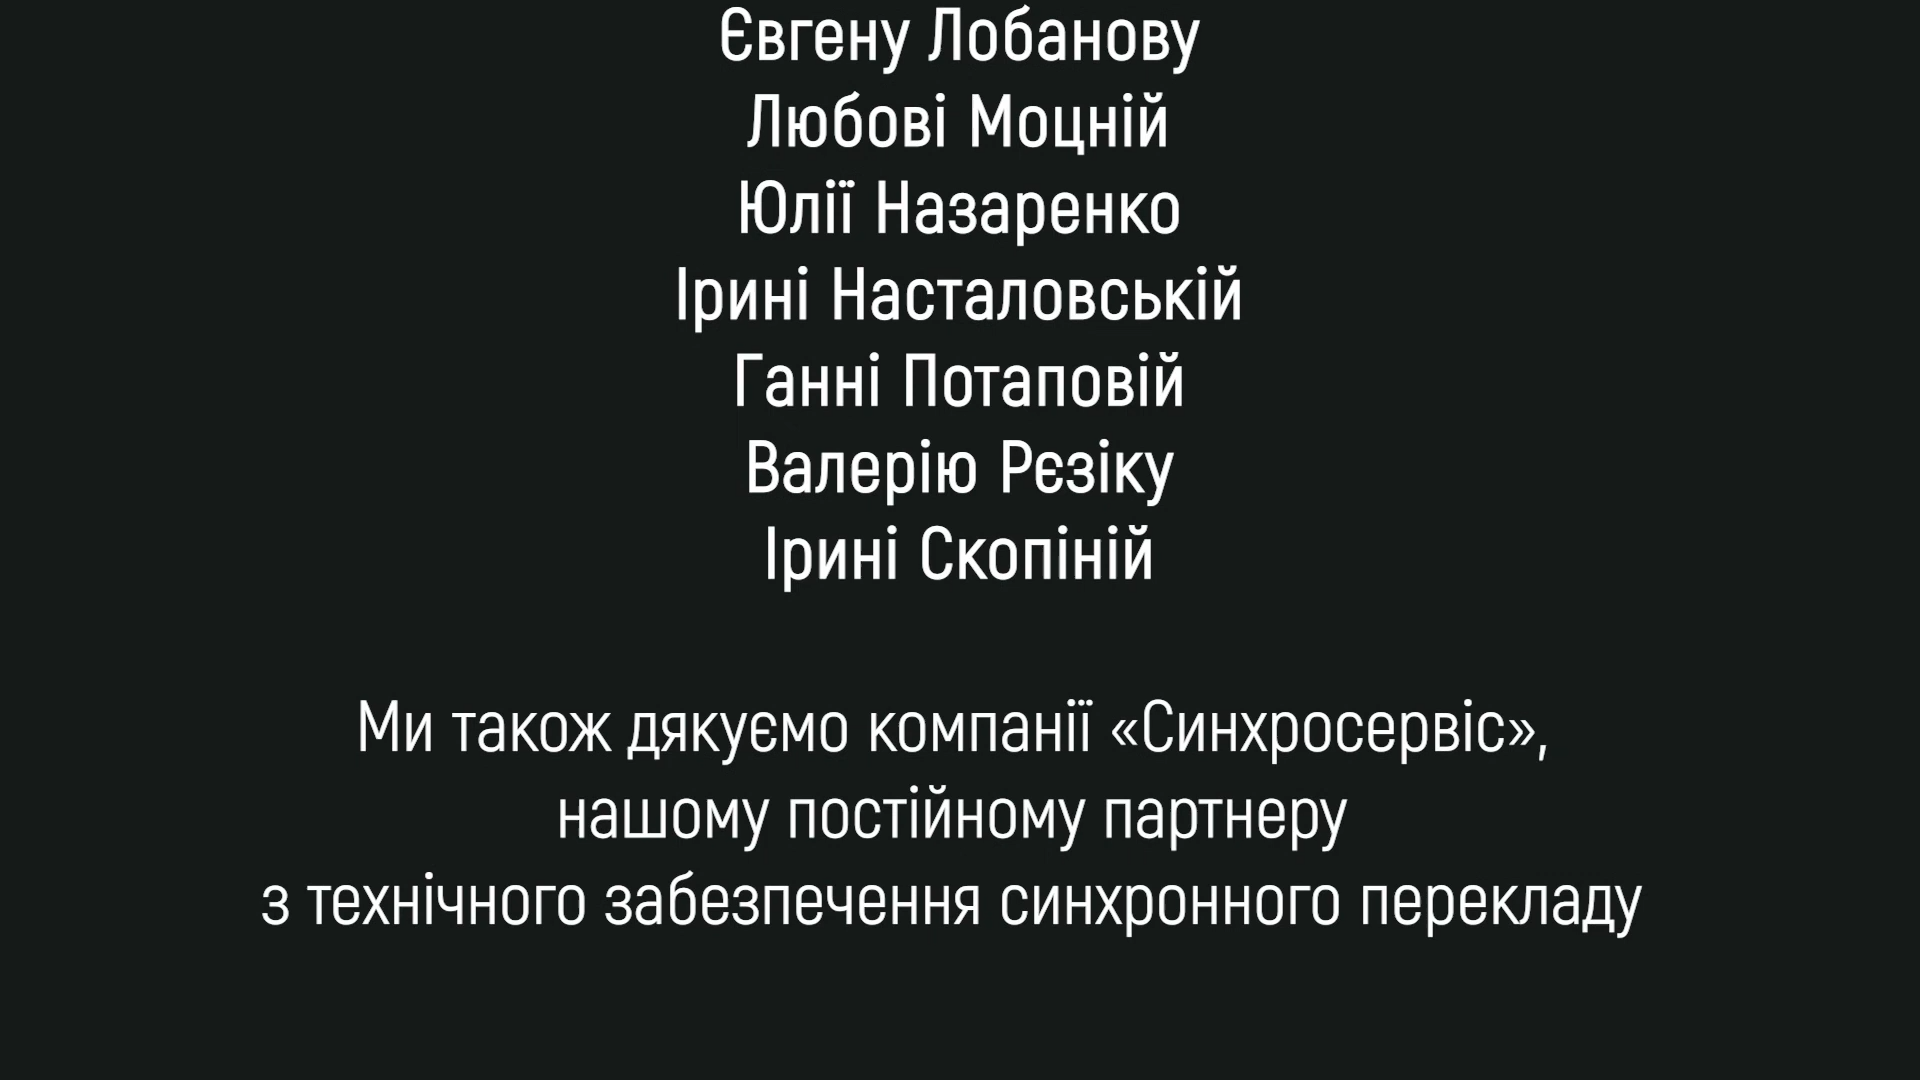 Євгену Лобанову
Любові Моцній
Юлії Назаренко
Ірині Насталовській
Ганні Потаповій
Валерію Рєзіку
Ірині Скопіній
Ми також дякуємо компанії «Синхросервіс»,
нашому постійному партнеру
з технічного забезпечення синхронного перекладу